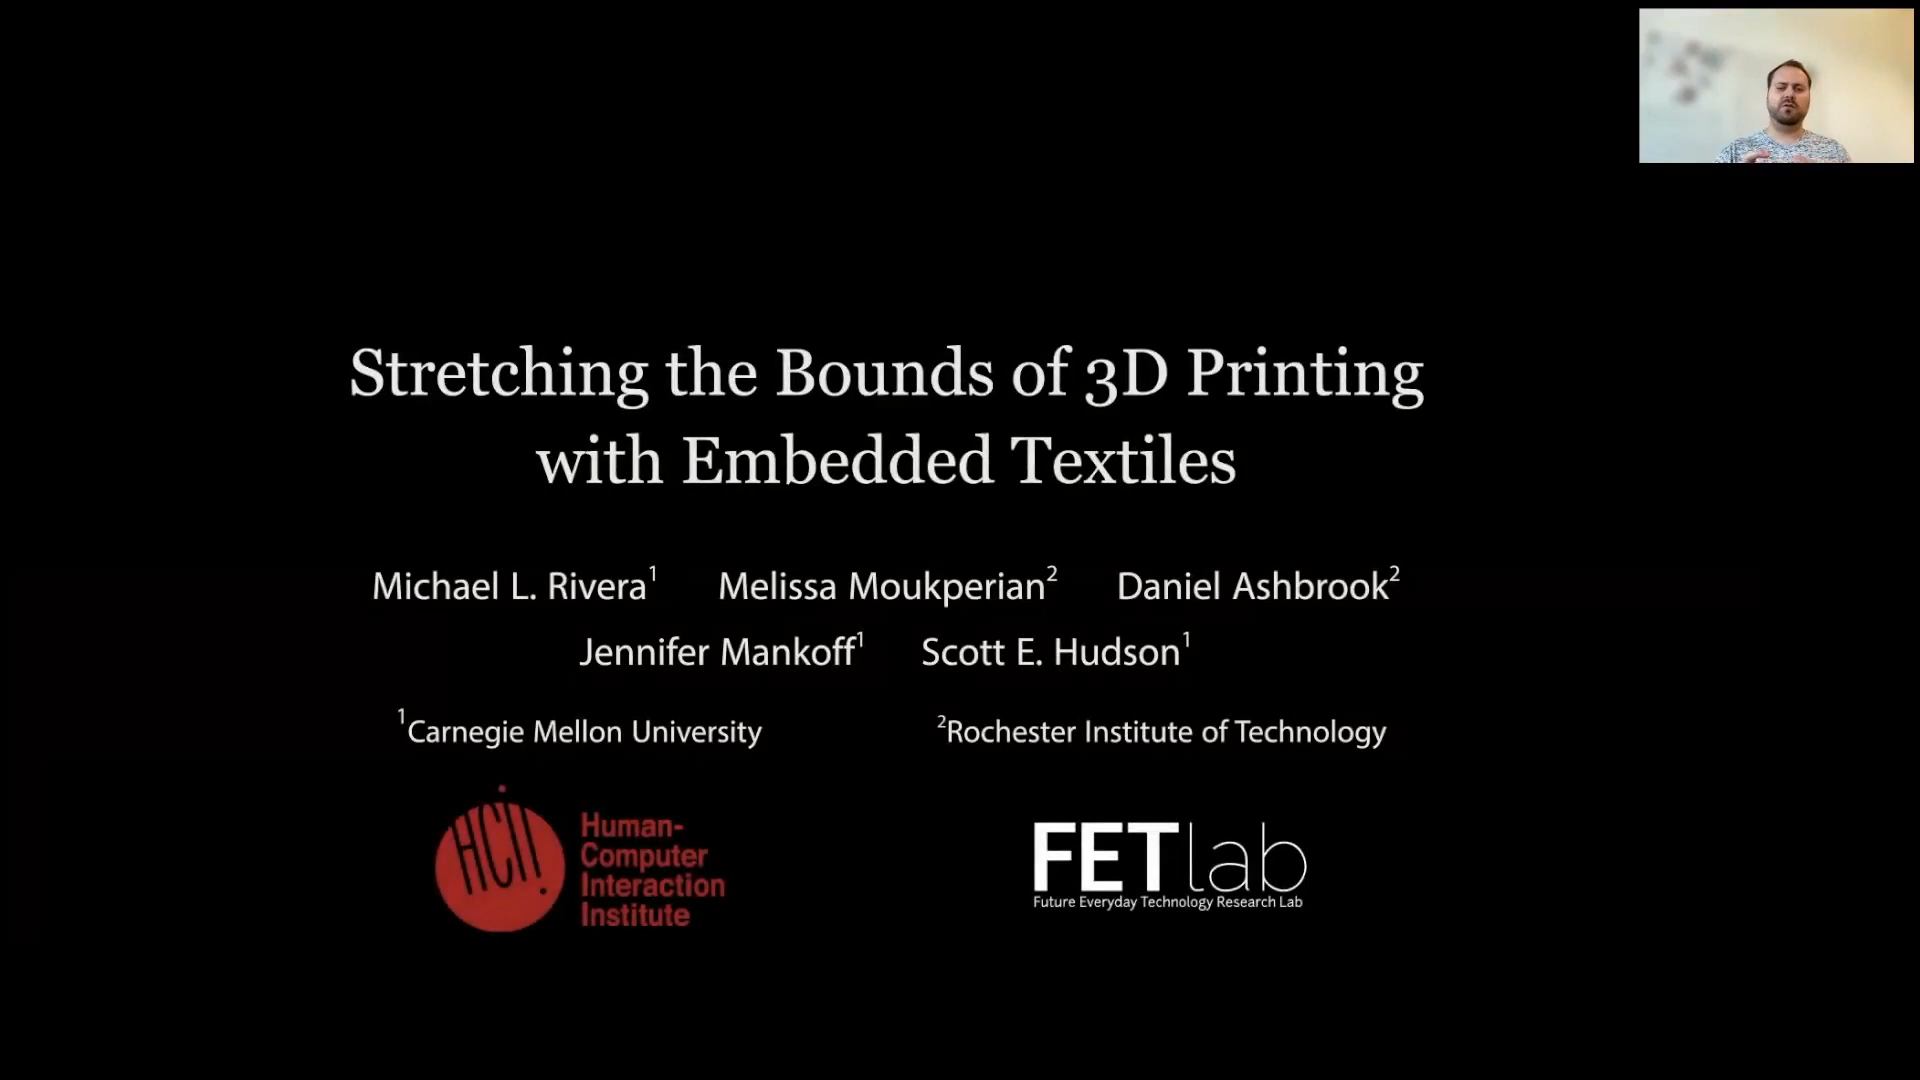 Stretching the Bounds of 3D Printing
with Embedded Textiles
Michael L. Rivera¹ Melissa Moukperian² Daniel Ashbrook²
Jennifer Mankoff¹ Scott E. Hudson¹
¹Carnegie Mellon University ²Rochester Institute of Technology
HCII
Human-
Computer
Interaction
Institute
FETlab
Future Everyday Technology Research Lab